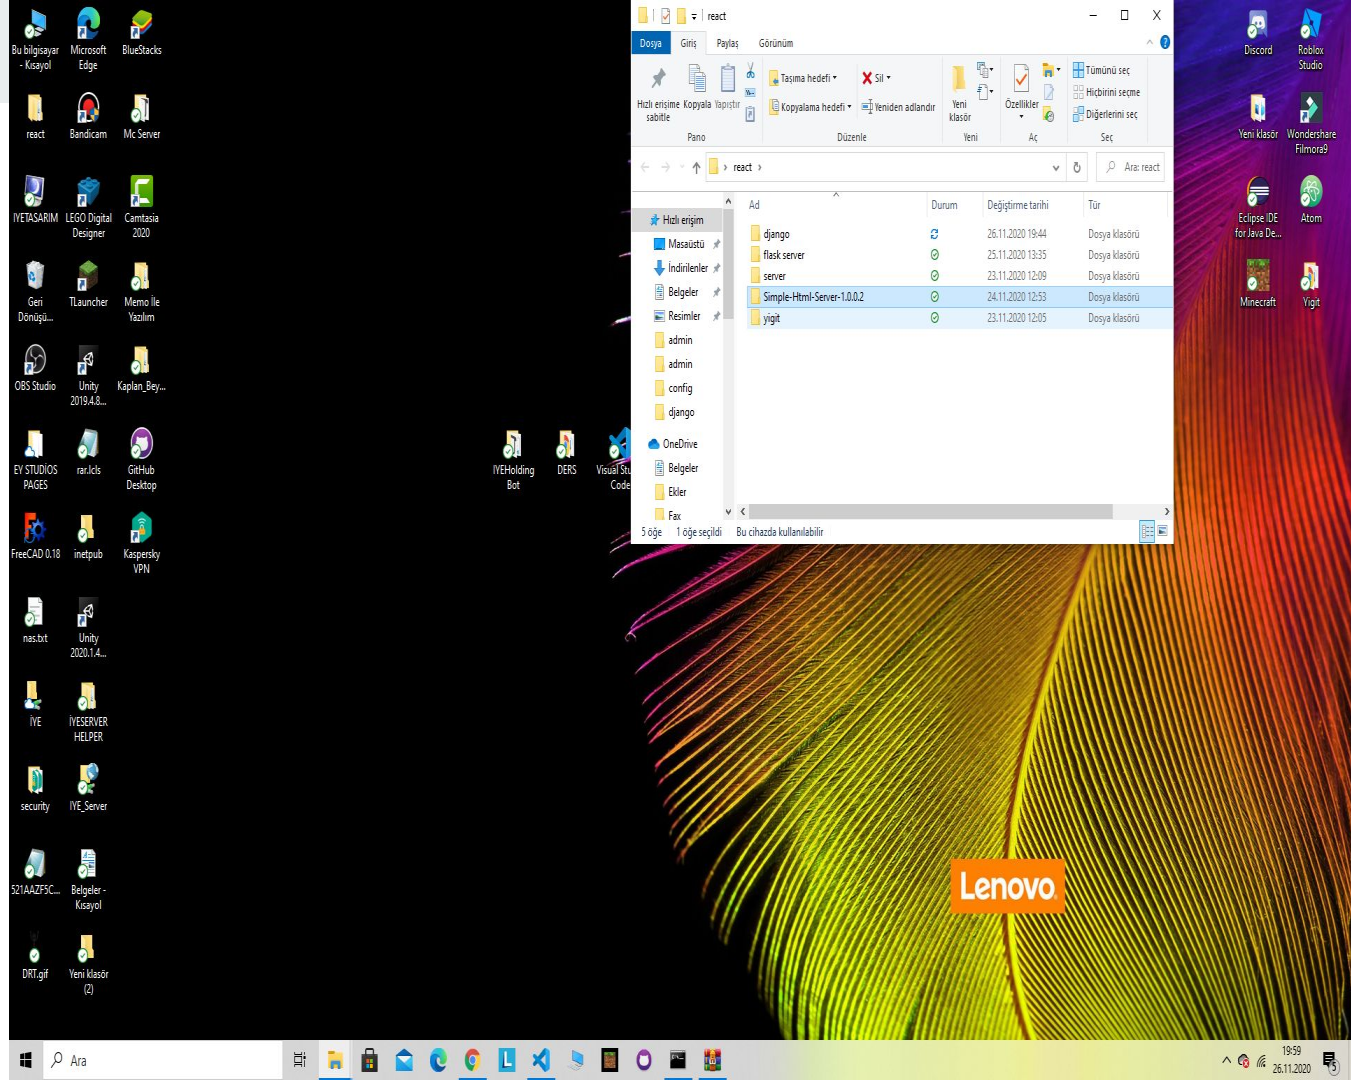 Bu bilgisayar
- Kısayol
Microsoft
Edge
BlueStacks
react
Bandicam
Mc Server
IYETASARIM
LEGO Digital
Designer
Camtasia
2020
Geri
Dönüşü...
TLauncher
Memo İle
Yazılım
OBS Studio
Unity
2019.4.8...
Kaplan_Bey...
EY STUDİOS
PAGES
rar.lcls
GitHub
Desktop
FreeCAD 0.18
inetpub
Kaspersky
VPN
nas.txt
Unity
2020.1.4...
İYE
İYESERVER
HELPER
security
IYE_Server
521AAZF5C...
Belgeler -
Kısayol
DRT.gif
Yeni klasör
(2)
IYEHolding
Bot
DERS
Visual Stu
Code
react
Dosya
Giriş
Paylaş
Görünüm
Hızlı erişime
sabitle
Kopyala
Yapıştır
Pano
Taşıma hedefi
Kopyalama hedefi
Sil
Yeniden adlandır
Düzenle
Yeni
klasör
Yeni
Özellikler
Aç
Tümünü seç
Hiçbirini seçme
Diğerlerini seç
Seç
react
Ara: react
Hızlı erişim
Masaüstü
İndirilenler
Belgeler
Resimler
admin
admin
config
django
OneDrive
Belgeler
Ekler
Fax
Ad Durum Değiştirme tarihi Tür
django 26.11.2020 19:44 Dosya klasörü
flask server 25.11.2020 13:35 Dosya klasörü
server 23.11.2020 12:09 Dosya klasörü
Simple-Html-Server-1.0.0.2 24.11.2020 12:53 Dosya klasörü
yigit 23.11.2020 12:05 Dosya klasörü
5 öğe 1 öğe seçildi Bu cihazda kullanılabilir
Discord
Roblox
Studio
Yeni klasör
Wondershare
Filmora9
Eclipse IDE
for Java De...
Atom
Minecraft
Yigit
Lenovo
Ara
19:59
26.11.2020
5